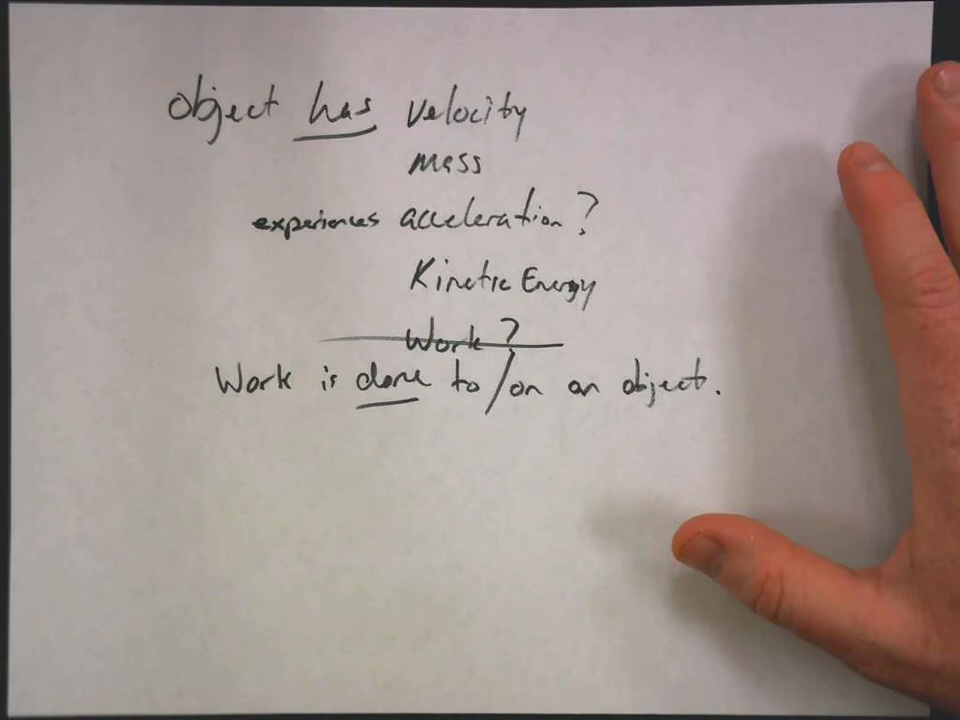 object has velocity
mass
experiences acceleration?
Kinetic Energy
Work?
Work is done to/on an object.